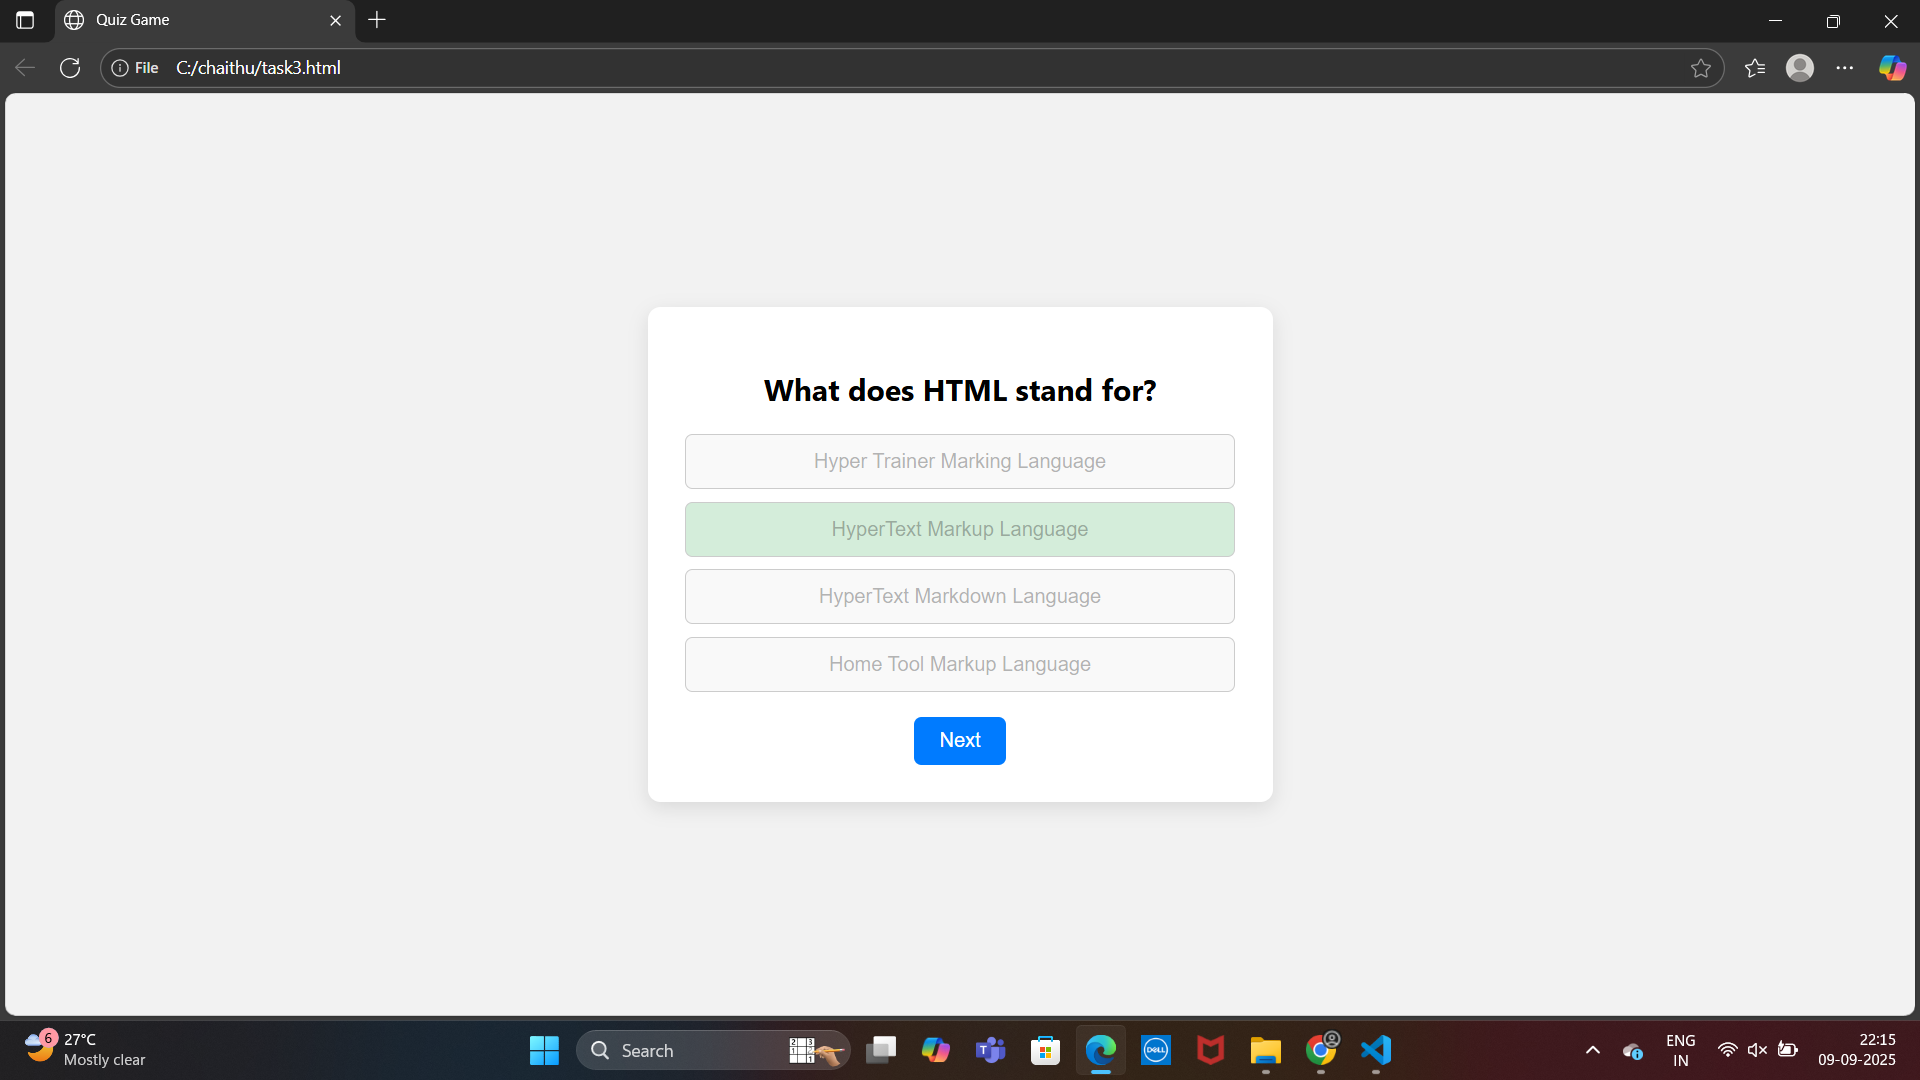 Quiz Game
File C:/chaithu/task3.html
What does HTML stand for?
Hyper Trainer Marking Language
HyperText Markup Language
HyperText Markdown Language
Home Tool Markup Language
Next
6
27°C
Mostly clear
Search
DELL
ENG
IN
22:15
09-09-2025